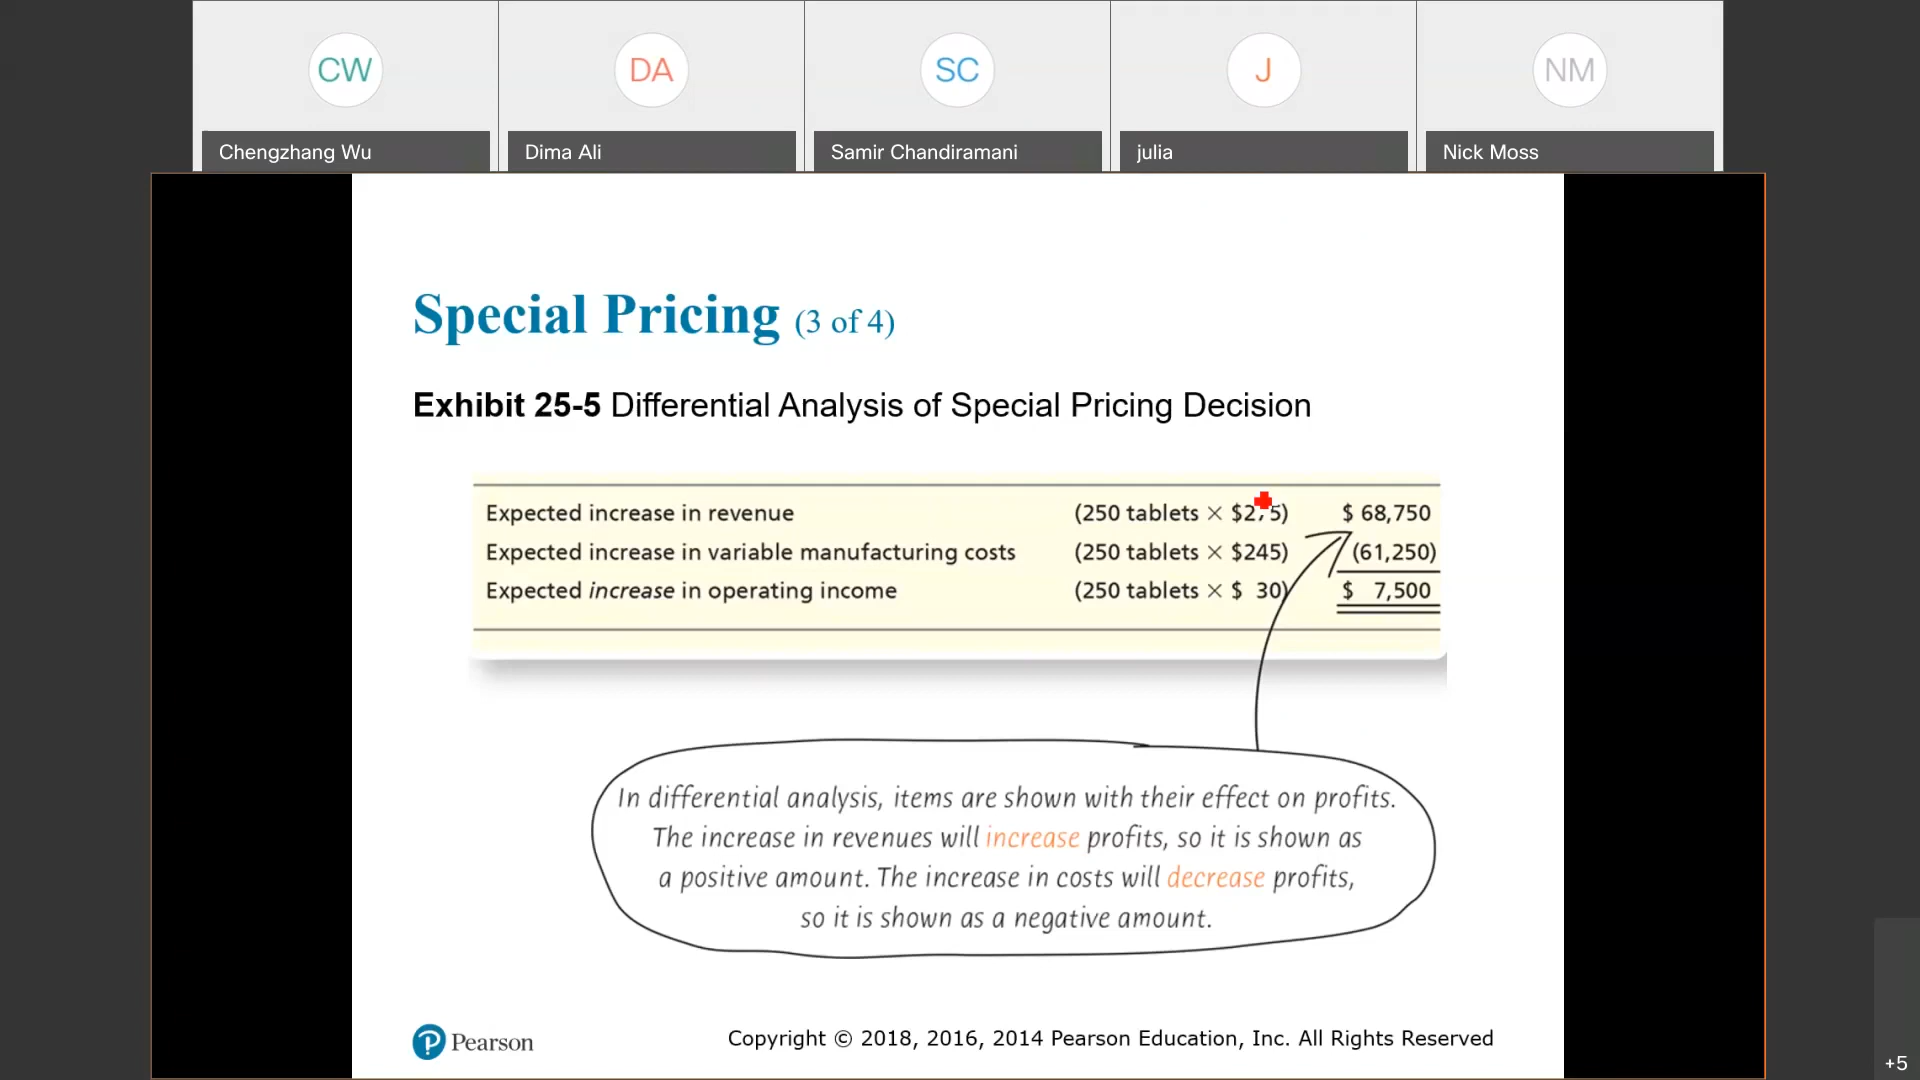 CW
DA
SC
J
NM
Chengzhang Wu
Dima Ali
Samir Chandiramani
julia
Nick Moss
Special Pricing (3 of 4)
Exhibit 25-5 Differential Analysis of Special Pricing Decision
Expected increase in revenue (250 tablets × $275) $ 68,750
Expected increase in variable manufacturing costs (250 tablets × $245) (61,250)
Expected increase in operating income (250 tablets × $ 30) $ 7,500
In differential analysis, items are shown with their effect on profits.
The increase in revenues will increase profits, so it is shown as
a positive amount. The increase in costs will decrease profits,
so it is shown as a negative amount.
P Pearson
Copyright © 2018, 2016, 2014 Pearson Education, Inc. All Rights Reserved
+5